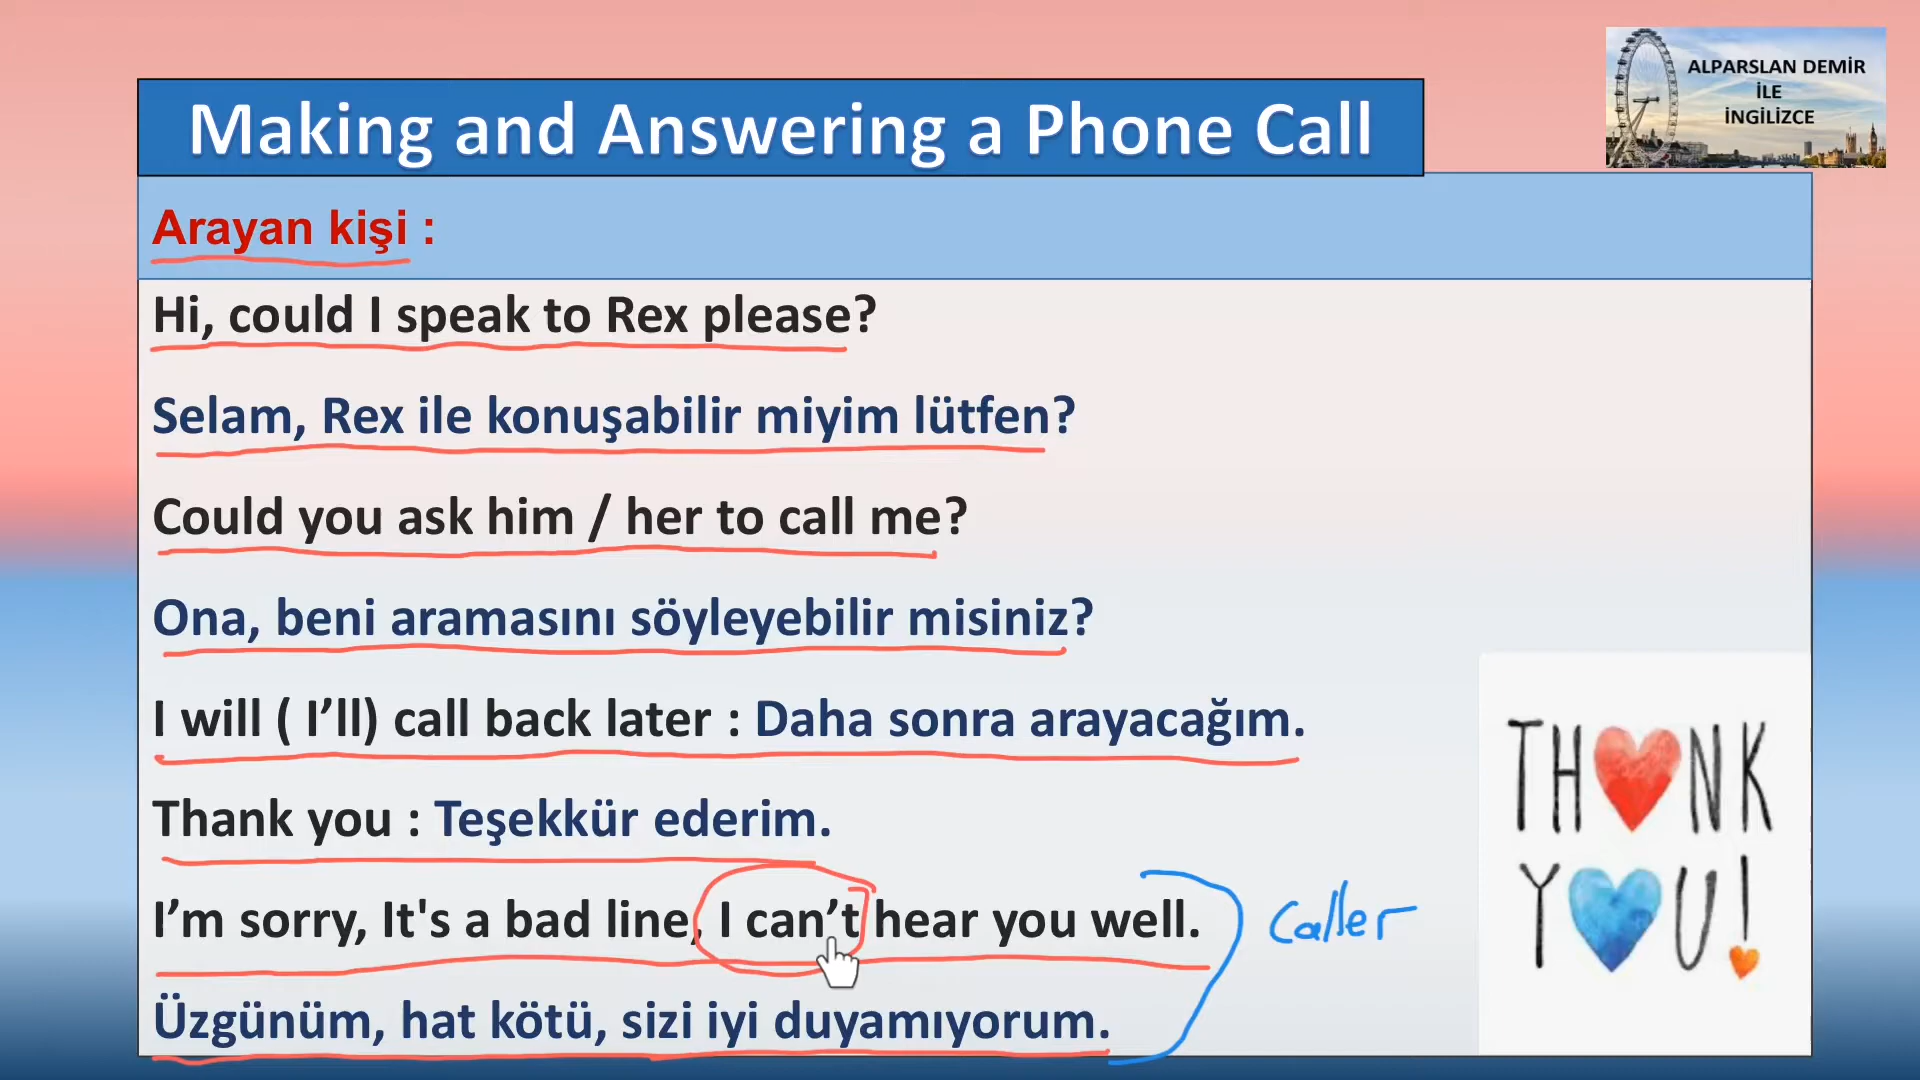 ALPARSLAN DEMİR
İLE
İNGİLİZCE
Making and Answering a Phone Call
Arayan kişi :
Hi, could I speak to Rex please?
Selam, Rex ile konuşabilir miyim lütfen?
Could you ask him / her to call me?
Ona, beni aramasını söyleyebilir misiniz?
I will ( I’ll) call back later : Daha sonra arayacağım.
Thank you : Teşekkür ederim.
I’m sorry, It's a bad line, I can’t hear you well.
Caller
Üzgünüm, hat kötü, sizi iyi duyamıyorum.
THANK
YOU!